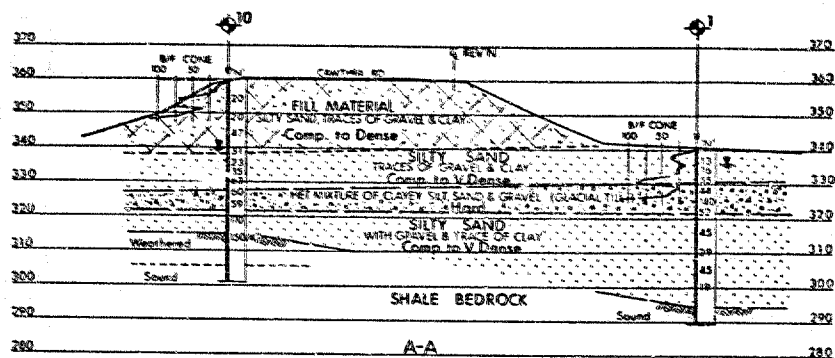 10
1
370 370
℄ REV'N
B/F CONE
100 50
CAWTHRA RD
360 360
FILL MATERIAL
SILTY SAND, TRACES OF GRAVEL & CLAY
Comp. to Dense
350 350
B/F CONE
100 50
340 340
SILTY SAND
TRACES OF GRAVEL & CLAY
Comp. to V. Dense
330 330
HET MIXTURE OF CLAYEY SILT, SAND & GRAVEL (GLACIAL TILL)
Hard
320 320
SILTY SAND
WITH GRAVEL & TRACE OF CLAY
Comp. to V. Dense
310 310
Weathered
Sound
300 300
SHALE BEDROCK
Sound
290 290
A-A
280 280